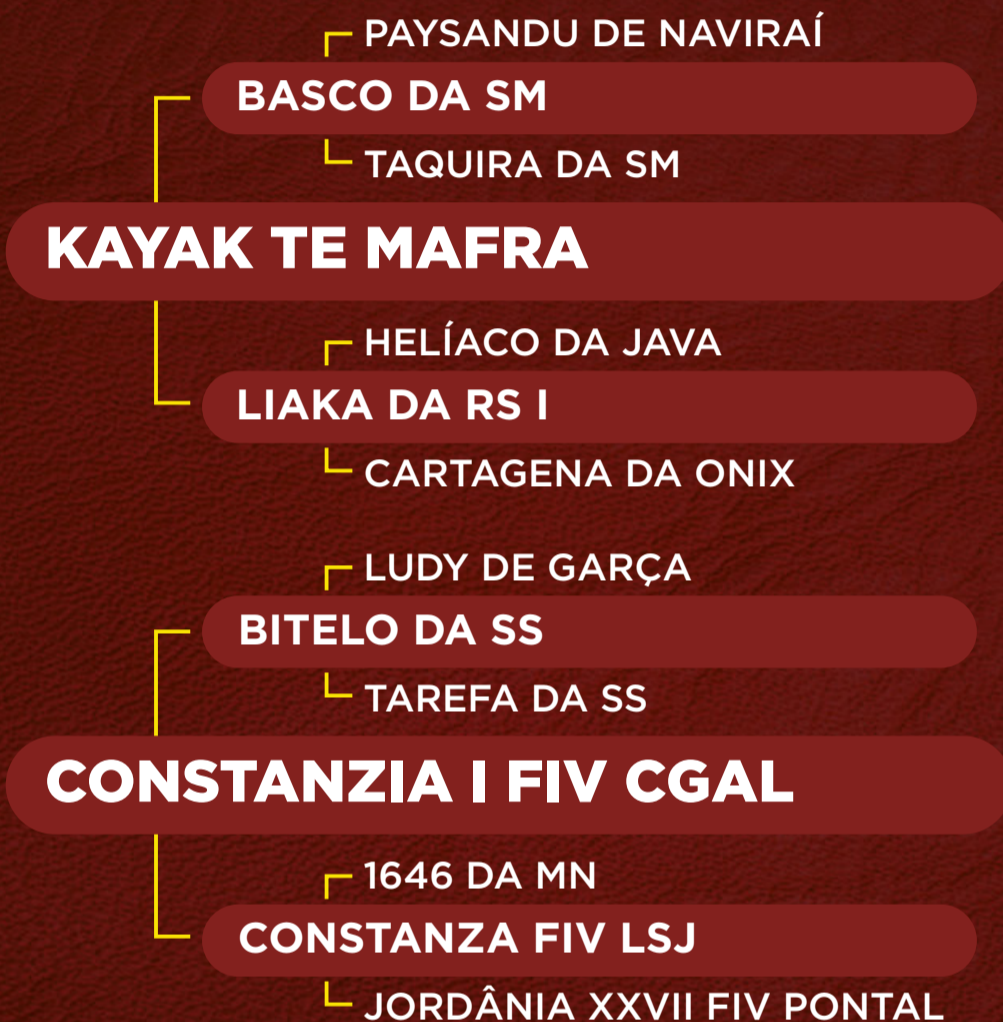 PAYSANDU DE NAVIRAÍ
BASCO DA SM
TAQUIRA DA SM
KAYAK TE MAFRA
HELÍACO DA JAVA
LIAKA DA RS I
CARTAGENA DA ONIX
LUDY DE GARÇA
BITELO DA SS
TAREFA DA SS
CONSTANZIA I FIV CGAL
1646 DA MN
CONSTANZA FIV LSJ
JORDÂNIA XXVII FIV PONTAL